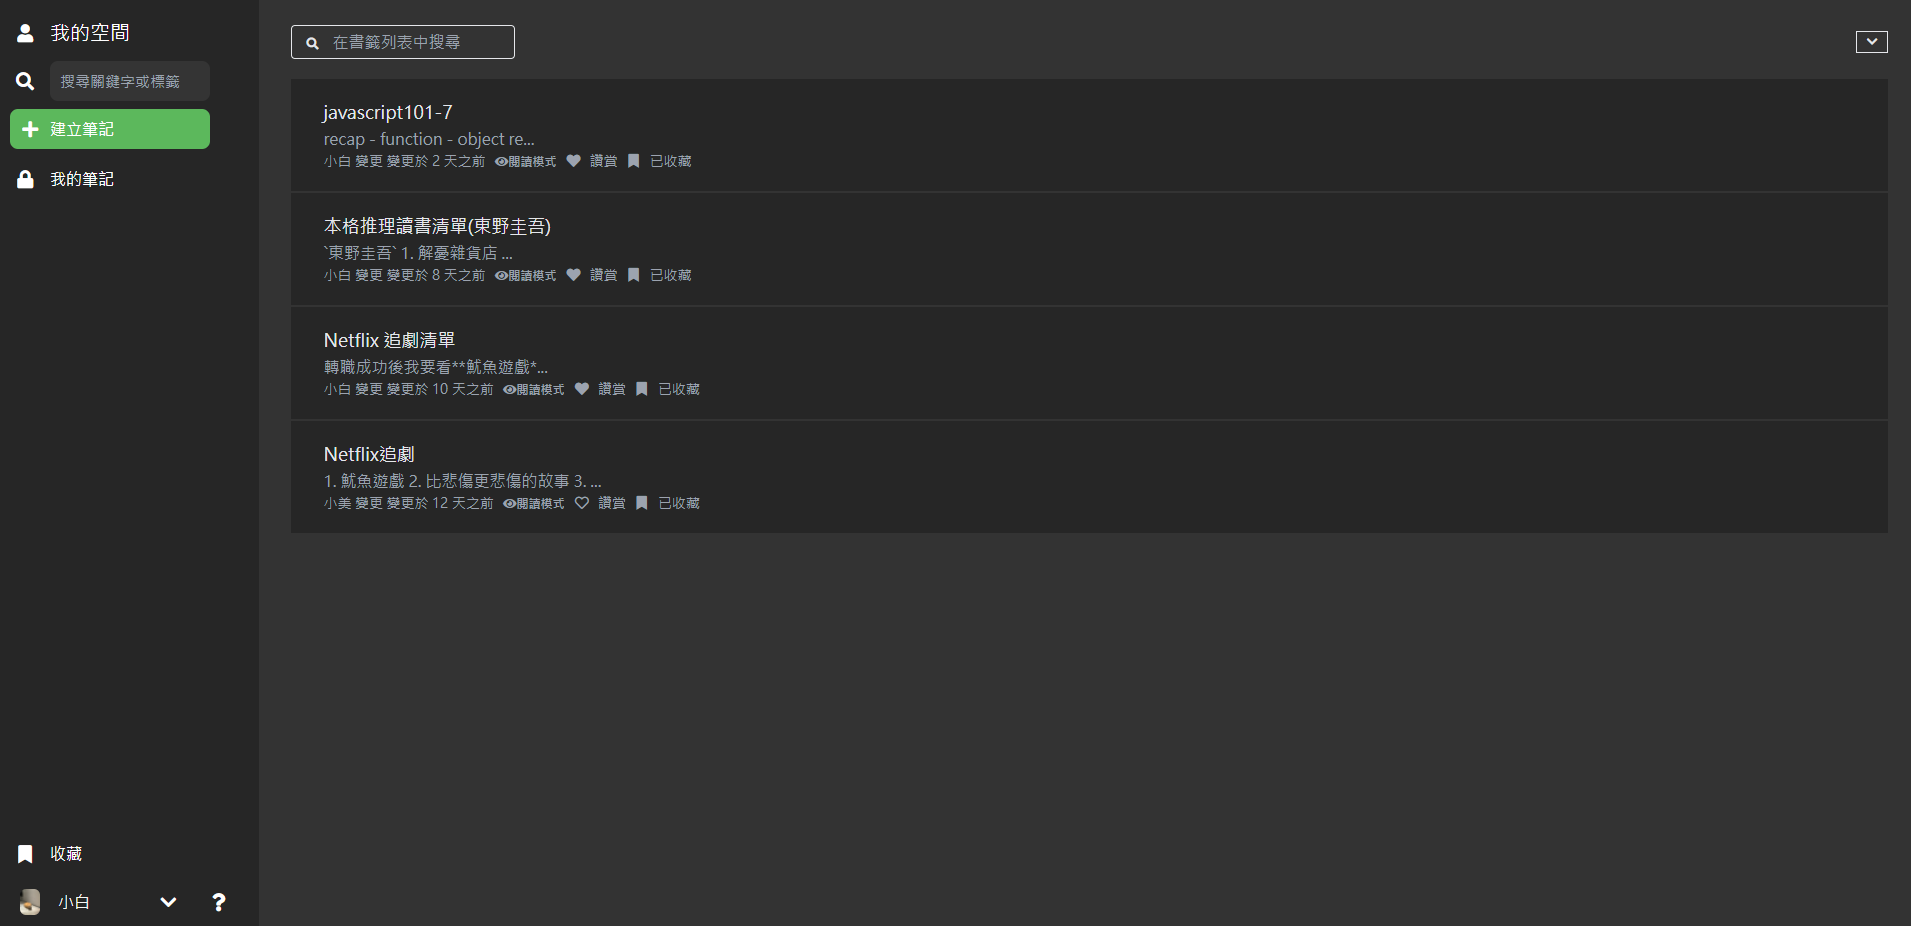 我的空間
搜尋關鍵字或標籤
建立筆記
我的筆記
在書籤列表中搜尋
javascript101-7
recap - function - object re...
小白 變更 變更於 2 天之前 閱讀模式 讚賞 已收藏
本格推理讀書清單(東野圭吾)
`東野圭吾` 1. 解憂雜貨店 ...
小白 變更 變更於 8 天之前 閱讀模式 讚賞 已收藏
Netflix 追劇清單
轉職成功後我要看**魷魚遊戲*...
小白 變更 變更於 10 天之前 閱讀模式 讚賞 已收藏
Netflix追劇
1. 魷魚遊戲 2. 比悲傷更悲傷的故事 3. ...
小美 變更 變更於 12 天之前 閱讀模式 讚賞 已收藏
收藏
小白